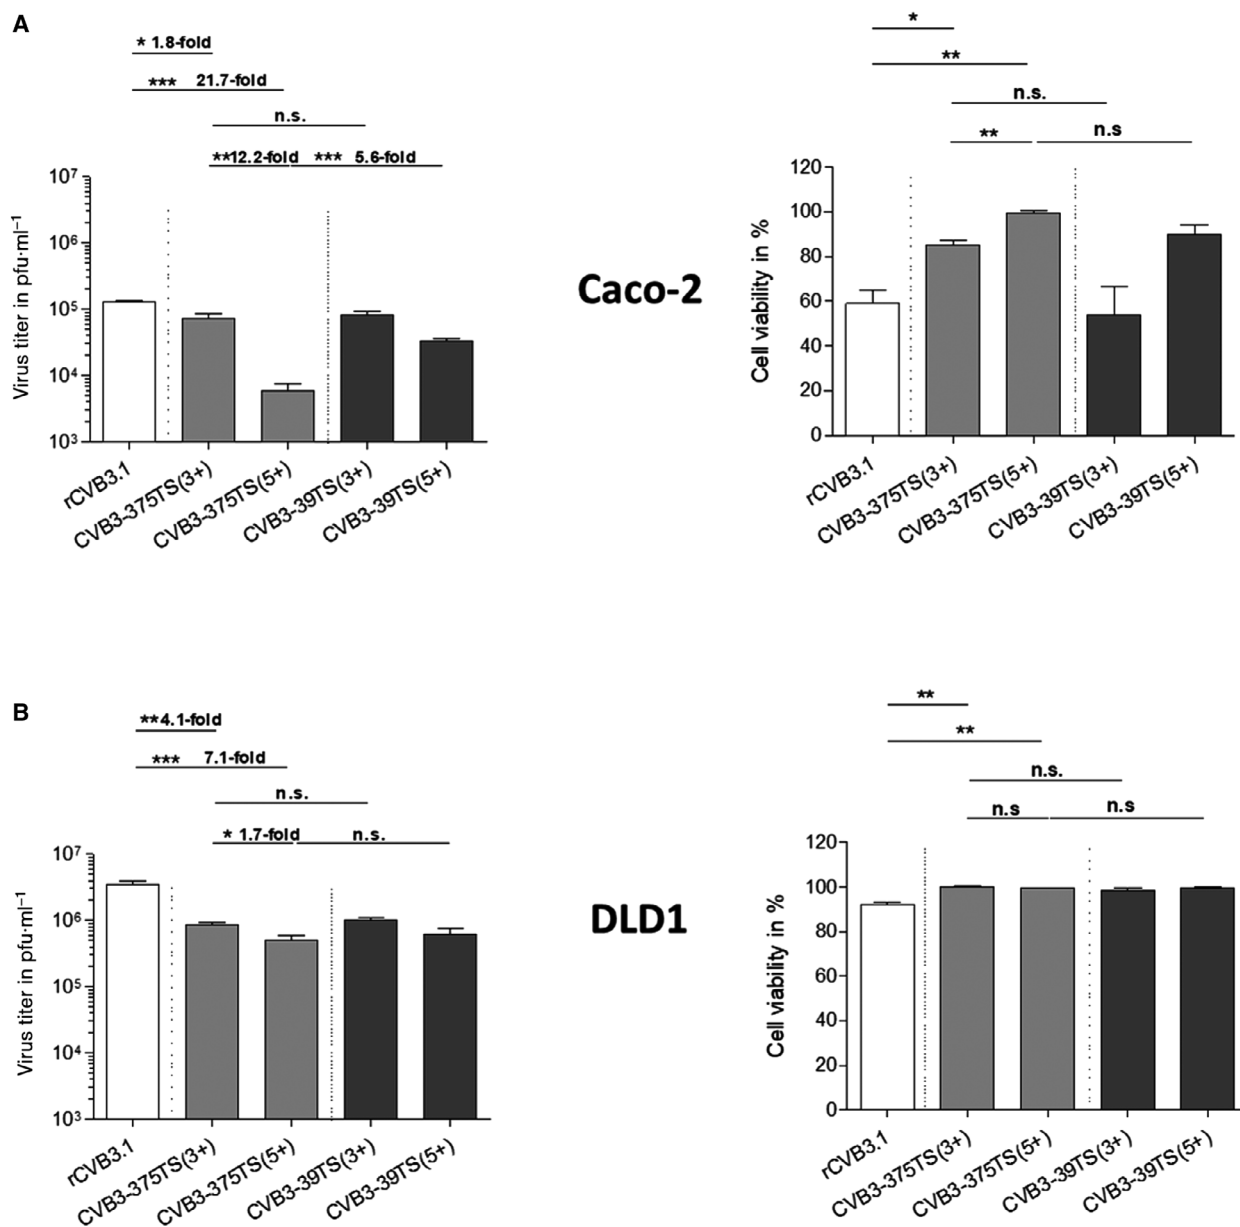 A
* 1.8-fold
*** 21.7-fold
n.s.
**12.2-fold *** 5.6-fold
10⁷
10⁶
10⁵
10⁴
10³
Virus titer in pfu·ml⁻¹
rCVB3.1
CVB3-375TS(3+)
CVB3-375TS(5+)
CVB3-39TS(3+)
CVB3-39TS(5+)
Caco-2
*
**
n.s.
** n.s
120
100
80
60
40
20
0
Cell viability in %
rCVB3.1
CVB3-375TS(3+)
CVB3-375TS(5+)
CVB3-39TS(3+)
CVB3-39TS(5+)
B
**4.1-fold
*** 7.1-fold
n.s.
* 1.7-fold n.s.
10⁷
10⁶
10⁵
10⁴
10³
Virus titer in pfu·ml⁻¹
rCVB3.1
CVB3-375TS(3+)
CVB3-375TS(5+)
CVB3-39TS(3+)
CVB3-39TS(5+)
DLD1
**
**
n.s.
n.s n.s
120
100
80
60
40
20
0
Cell viability in %
rCVB3.1
CVB3-375TS(3+)
CVB3-375TS(5+)
CVB3-39TS(3+)
CVB3-39TS(5+)